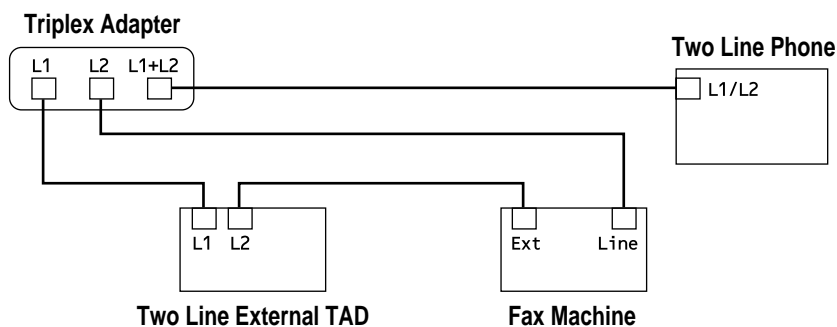 Triplex Adapter
L1 L2 L1+L2
Two Line Phone
L1/L2
L1 L2
Ext Line
Two Line External TAD
Fax Machine